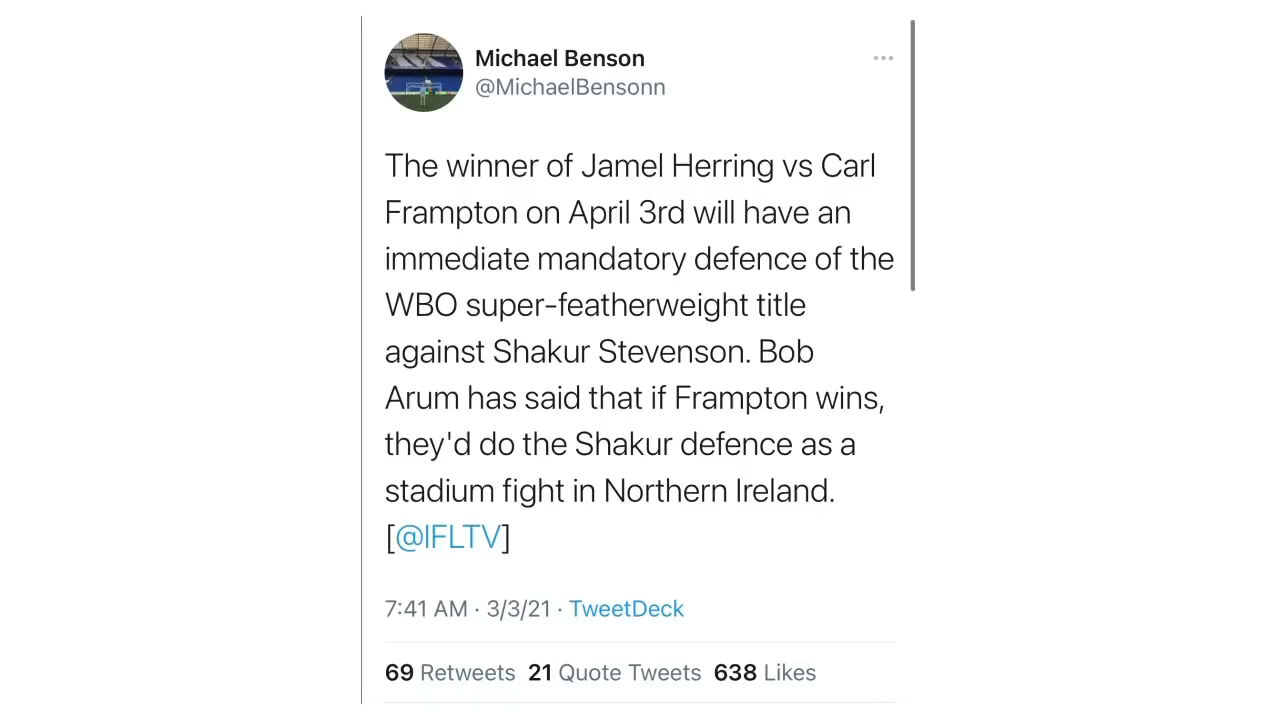 Michael Benson
@MichaelBensonn
The winner of Jamel Herring vs Carl
Frampton on April 3rd will have an
immediate mandatory defence of the
WBO super-featherweight title
against Shakur Stevenson. Bob
Arum has said that if Frampton wins,
they'd do the Shakur defence as a
stadium fight in Northern Ireland.
[@IFLTV]
7:41 AM · 3/3/21 · TweetDeck
69 Retweets 21 Quote Tweets 638 Likes